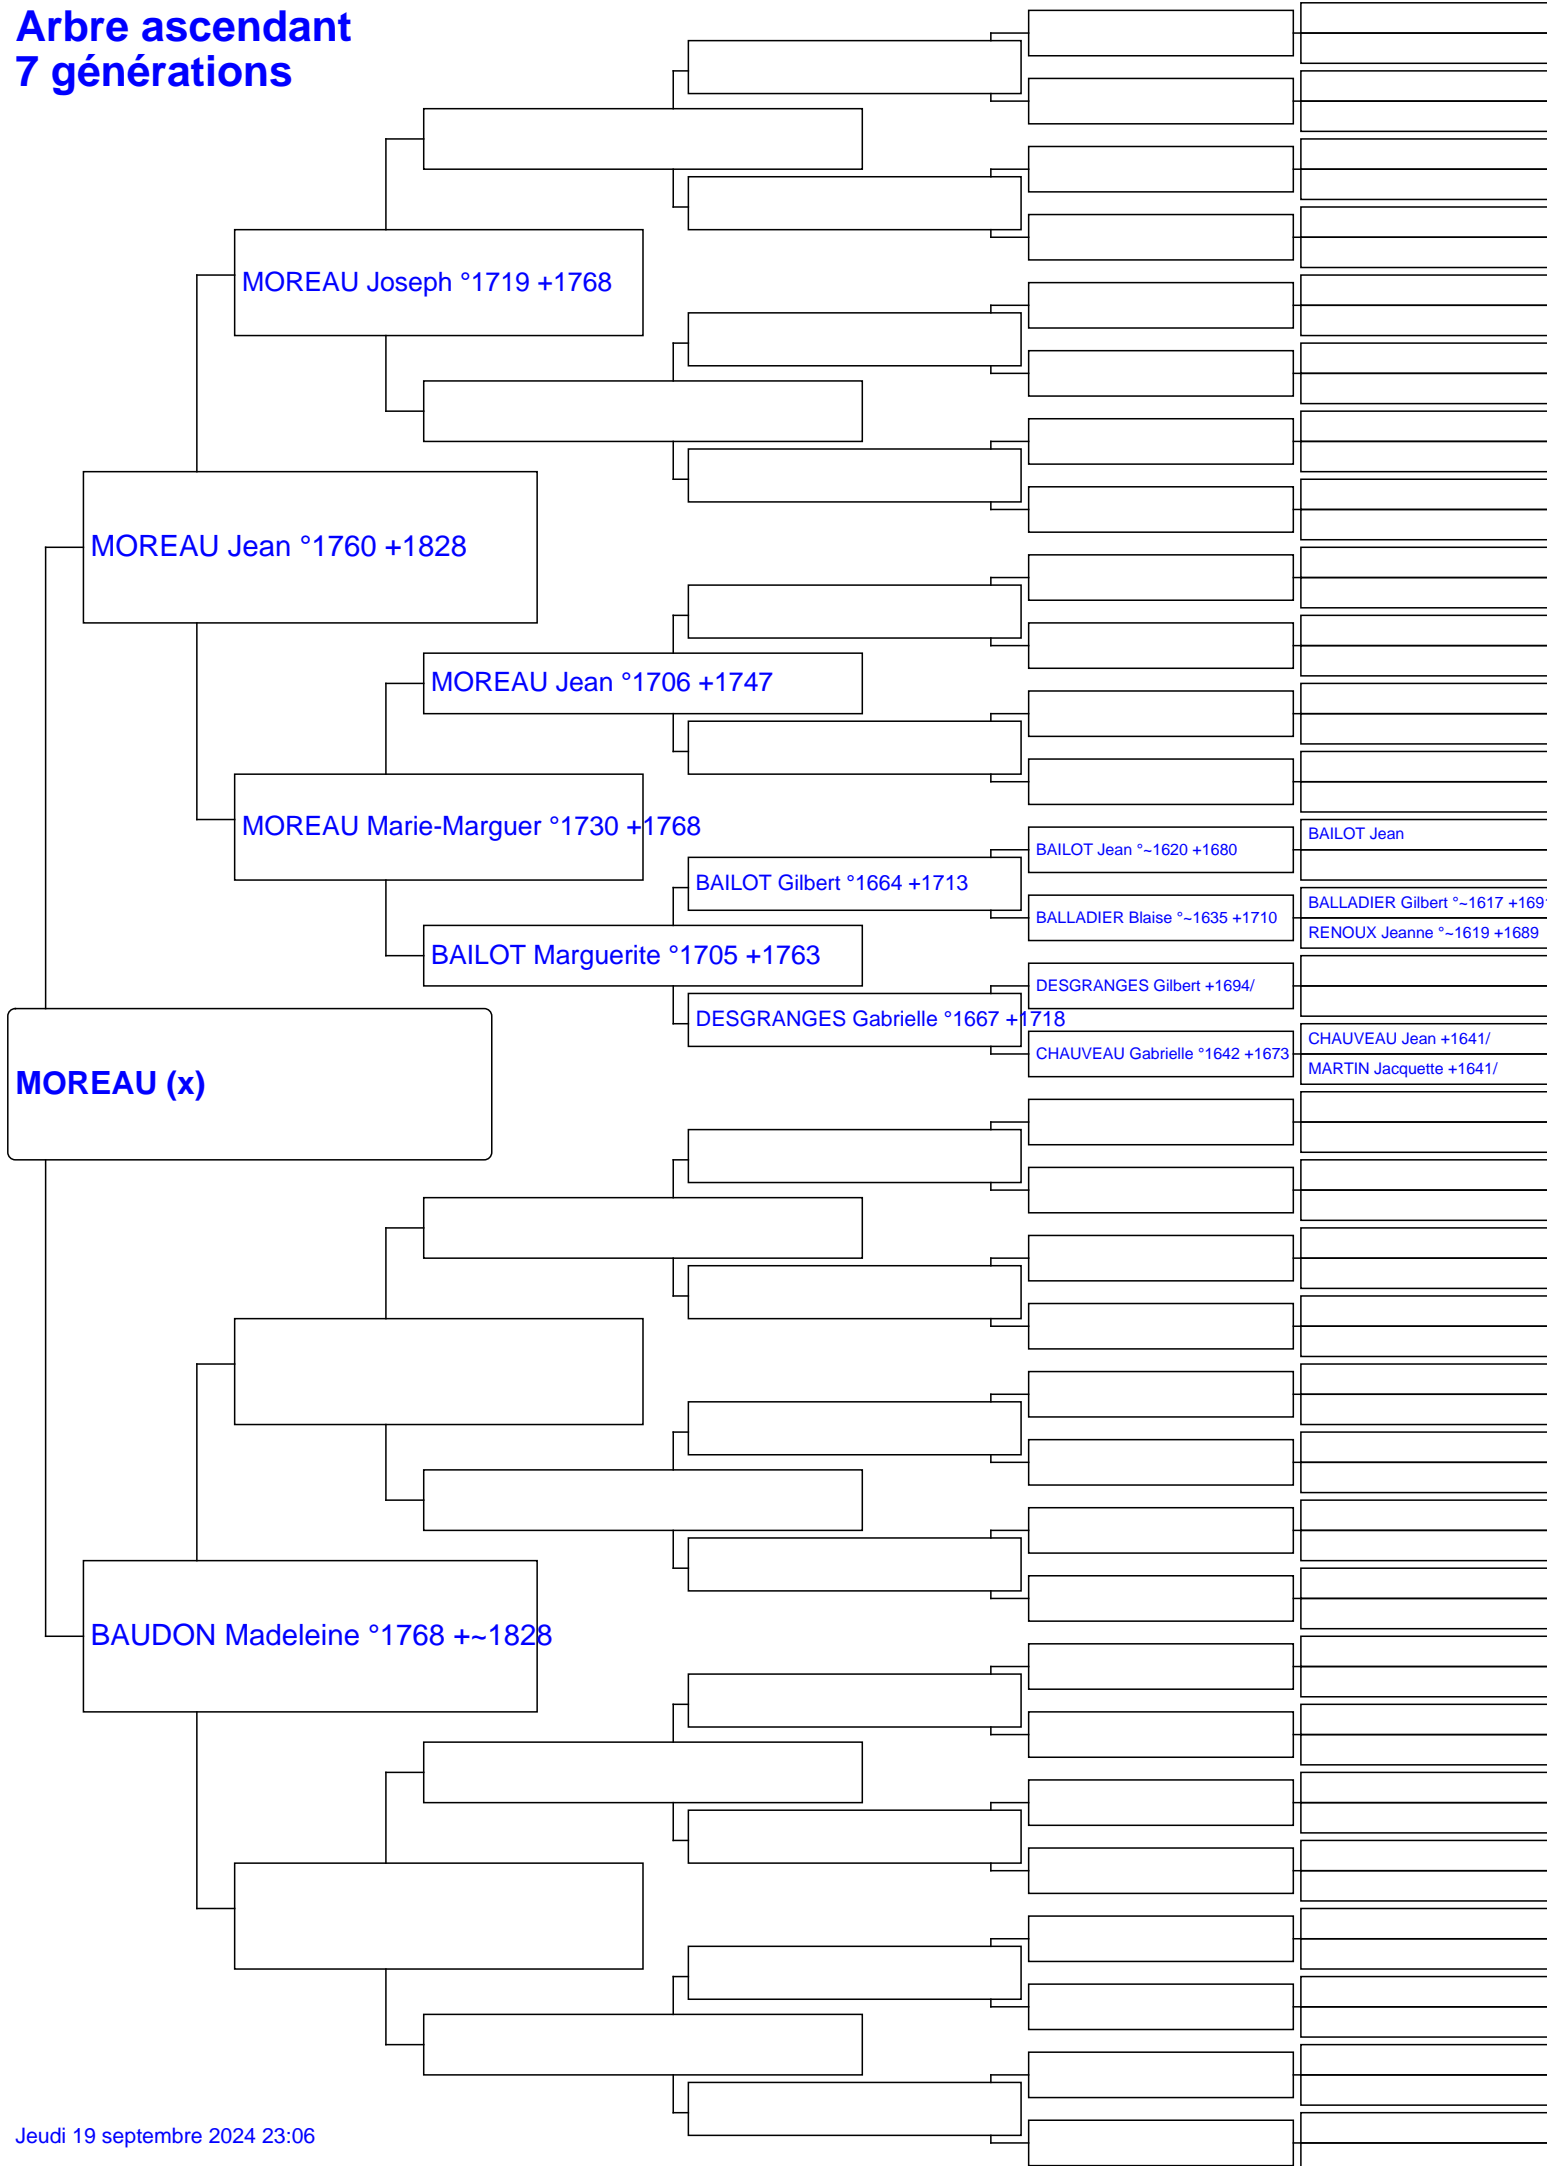 Arbre ascendant
7 générations
MOREAU Joseph °1719 +1768
MOREAU Jean °1760 +1828
MOREAU Jean °1706 +1747
MOREAU Marie-Marguer °1730 +1768
BAILOT Jean
BAILOT Jean °~1620 +1680
BAILOT Gilbert °1664 +1713
BALLADIER Gilbert °~1617
BALLADIER Blaise °~1635 +1710
RENOUX Jeanne °~1619 +1689
BAILOT Marguerite °1705 +1763
DESGRANGES Gilbert +1694/
DESGRANGES Gabrielle °1667 +1718
CHAUVEAU Jean +1641/
CHAUVEAU Gabrielle °1642 +1673
MARTIN Jacquette +1641/
MOREAU (x)
BAUDON Madeleine °1768 +~1828
Jeudi 19 septembre 2024 23:06